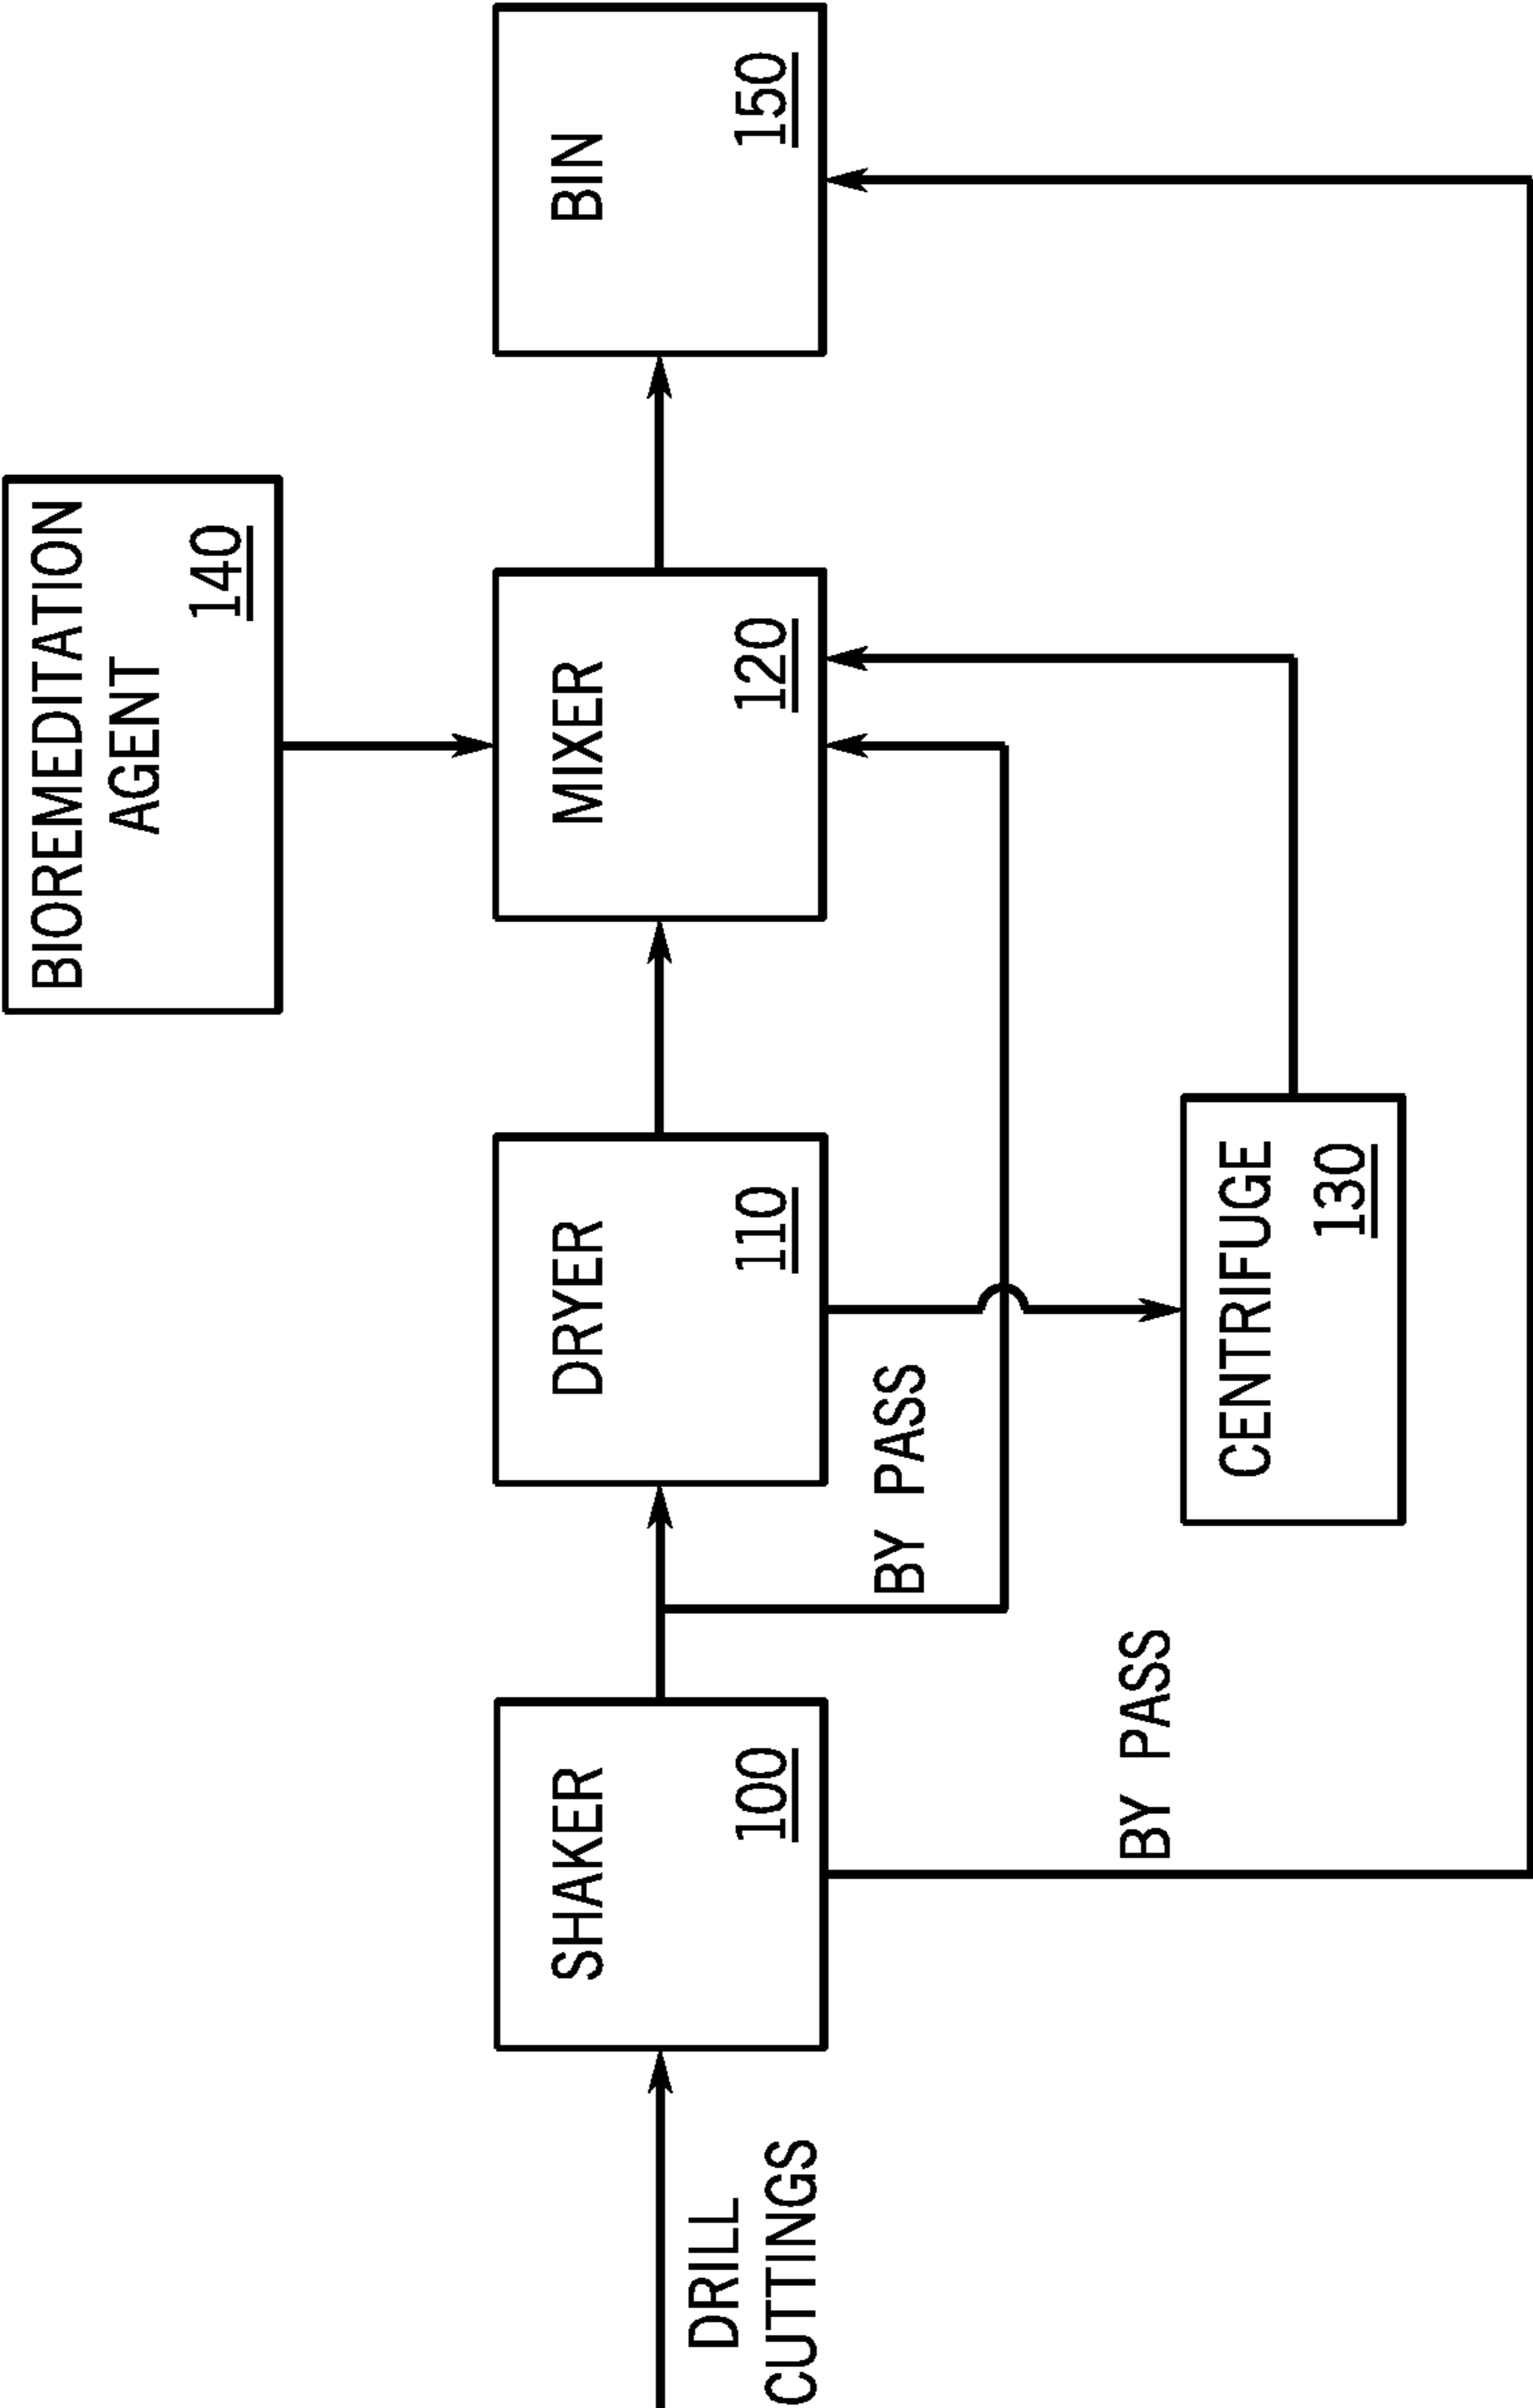 BIOREMEDITATION
AGENT
140
DRILL
CUTTINGS
SHAKER
100
DRYER
110
MIXER
120
BIN
150
BY PASS
BY PASS
CENTRIFUGE
130